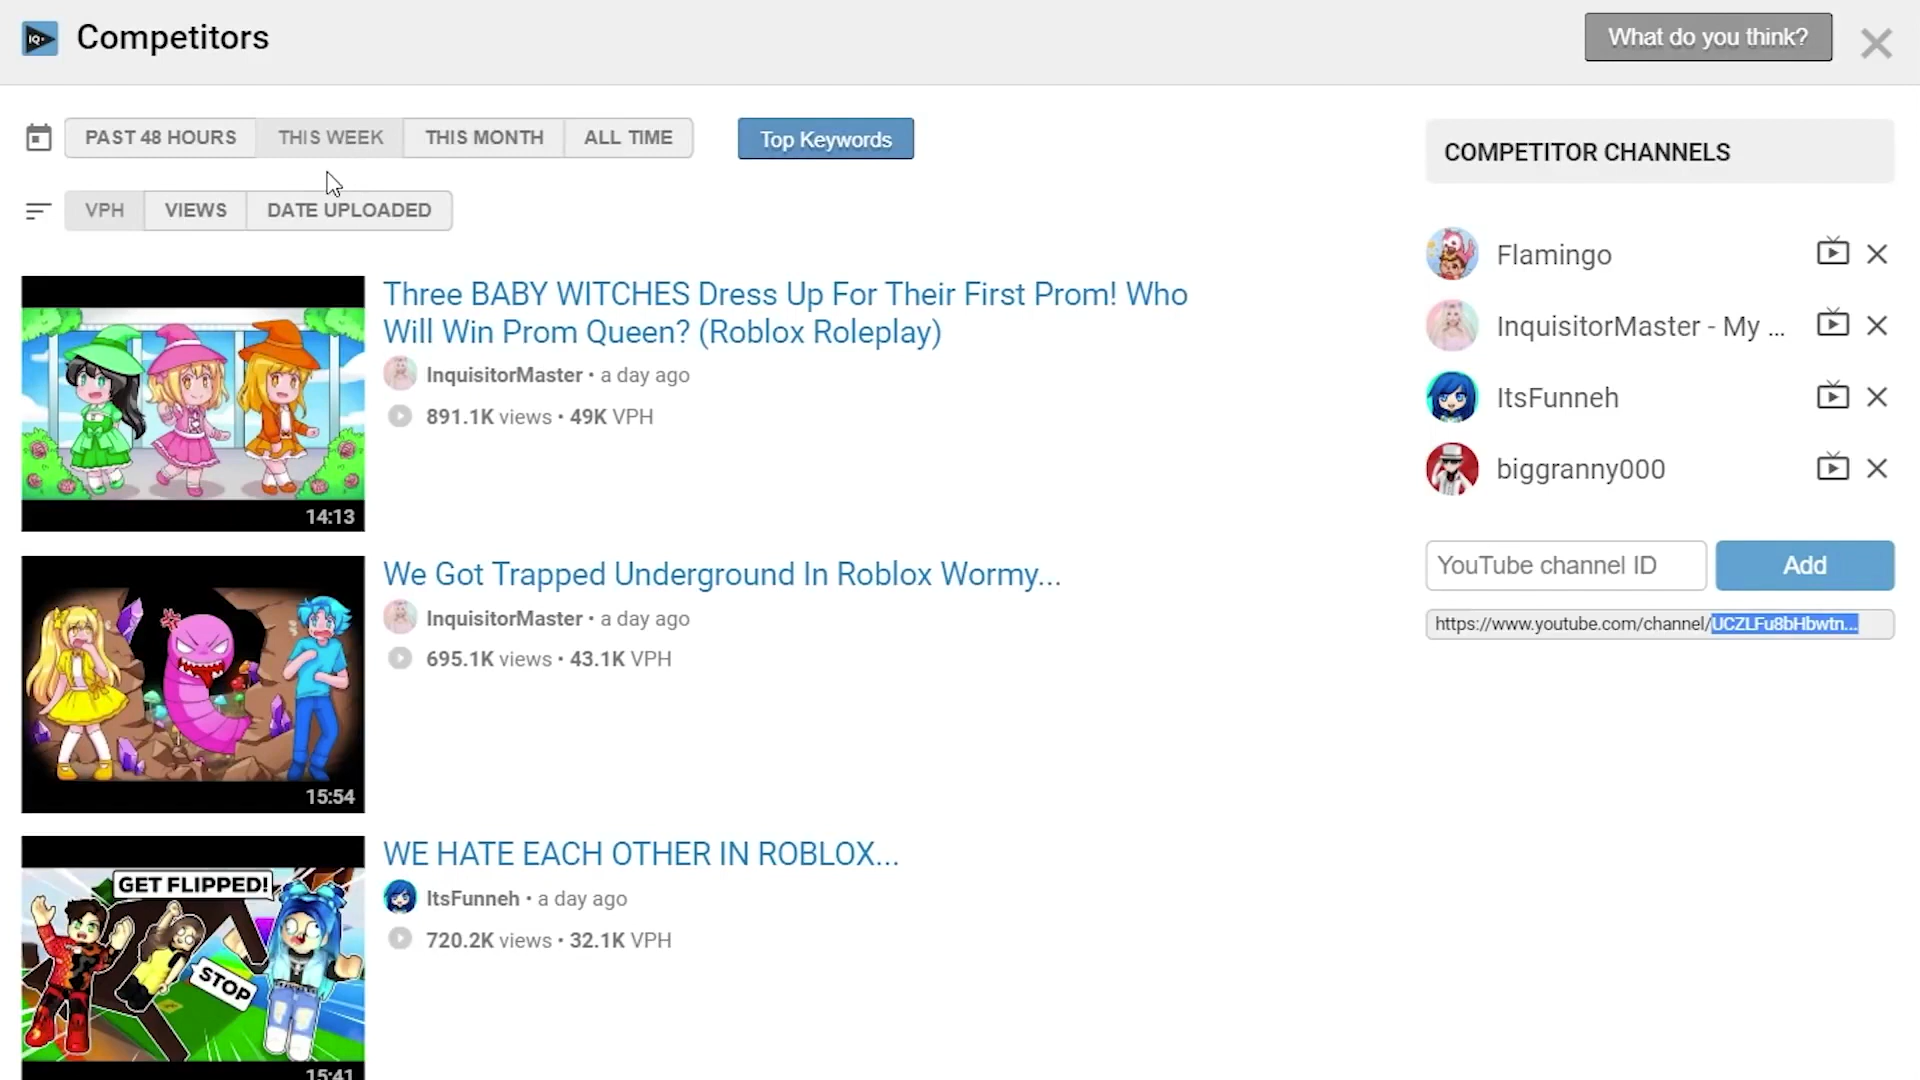 IQ
Competitors
What do you think?
PAST 48 HOURS
THIS WEEK
THIS MONTH
ALL TIME
Top Keywords
VPH
VIEWS
DATE UPLOADED
Three BABY WITCHES Dress Up For Their First Prom! Who
Will Win Prom Queen? (Roblox Roleplay)
InquisitorMaster • a day ago
891.1K views • 49K VPH
14:13
We Got Trapped Underground In Roblox Wormy...
InquisitorMaster • a day ago
695.1K views • 43.1K VPH
15:54
WE HATE EACH OTHER IN ROBLOX...
ItsFunneh • a day ago
720.2K views • 32.1K VPH
GET FLIPPED!
STOP
15:41
COMPETITOR CHANNELS
Flamingo
InquisitorMaster - My ...
ItsFunneh
biggranny000
YouTube channel ID
Add
https://www.youtube.com/channel/UCZLFu8bHbwtn...